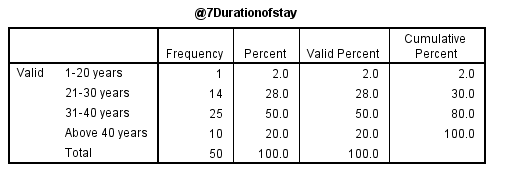 @7Durationofstay
Frequency Percent Valid Percent Cumulative Percent
Valid 1-20 years 1 2.0 2.0 2.0
21-30 years 14 28.0 28.0 30.0
31-40 years 25 50.0 50.0 80.0
Above 40 years 10 20.0 20.0 100.0
Total 50 100.0 100.0